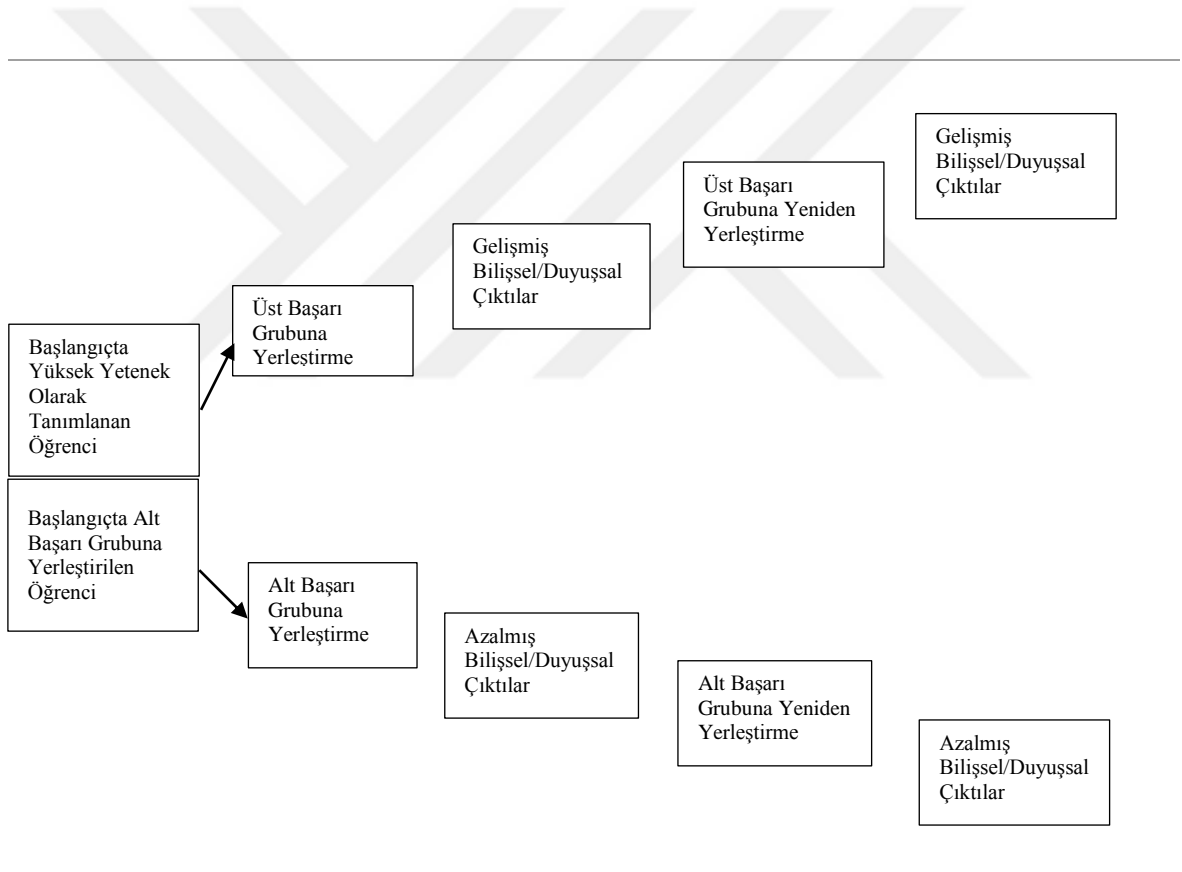 Başlangıçta
Yüksek Yetenek
Olarak
Tanımlanan
Öğrenci
Üst Başarı
Grubuna
Yerleştirme
Gelişmiş
Bilişsel/Duyuşsal
Çıktılar
Üst Başarı
Grubuna Yeniden
Yerleştirme
Gelişmiş
Bilişsel/Duyuşsal
Çıktılar
Başlangıçta Alt
Başarı Grubuna
Yerleştirilen
Öğrenci
Alt Başarı
Grubuna
Yerleştirme
Azalmış
Bilişsel/Duyuşsal
Çıktılar
Alt Başarı
Grubuna Yeniden
Yerleştirme
Azalmış
Bilişsel/Duyuşsal
Çıktılar